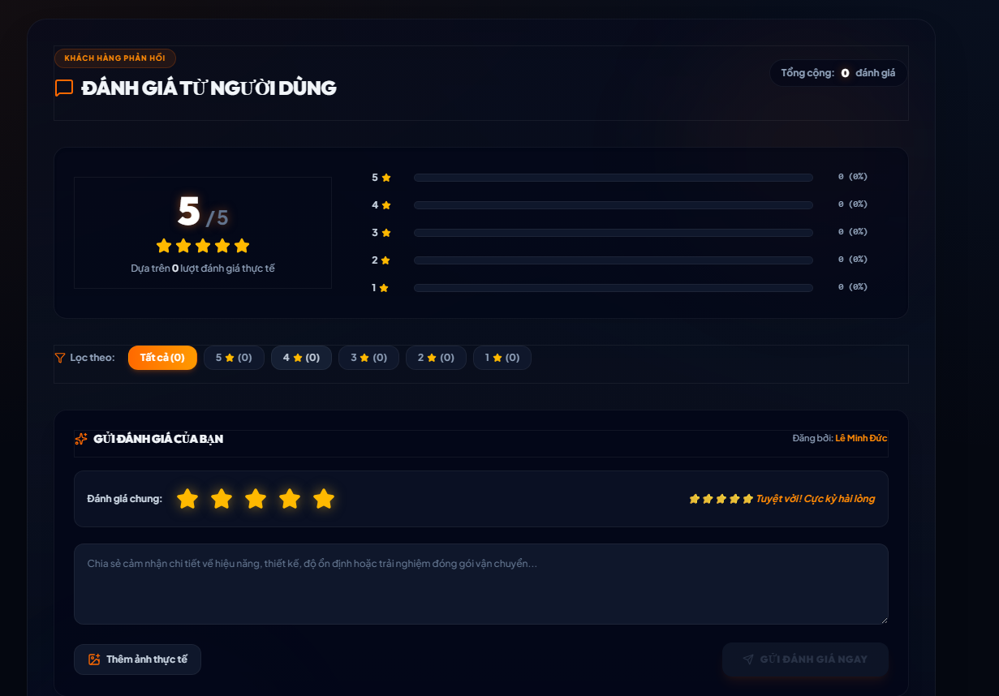 KHÁCH HÀNG PHẢN HỒI
ĐÁNH GIÁ TỪ NGƯỜI DÙNG
Tổng cộng: 0 đánh giá
5 /5
Dựa trên 0 lượt đánh giá thực tế
5 ★ 0 (0%)
4 ★ 0 (0%)
3 ★ 0 (0%)
2 ★ 0 (0%)
1 ★ 0 (0%)
Lọc theo: Tất cả (0) 5 ★ (0) 4 ★ (0) 3 ★ (0) 2 ★ (0) 1 ★ (0)
GỬI ĐÁNH GIÁ CỦA BẠN
Đăng bởi: Lê Minh Đức
Đánh giá chung:
Tuyệt vời! Cực kỳ hài lòng
Chia sẻ cảm nhận chi tiết về hiệu năng, thiết kế, độ ổn định hoặc trải nghiệm đóng gói vận chuyển...
Thêm ảnh thực tế
GỬI ĐÁNH GIÁ NGAY